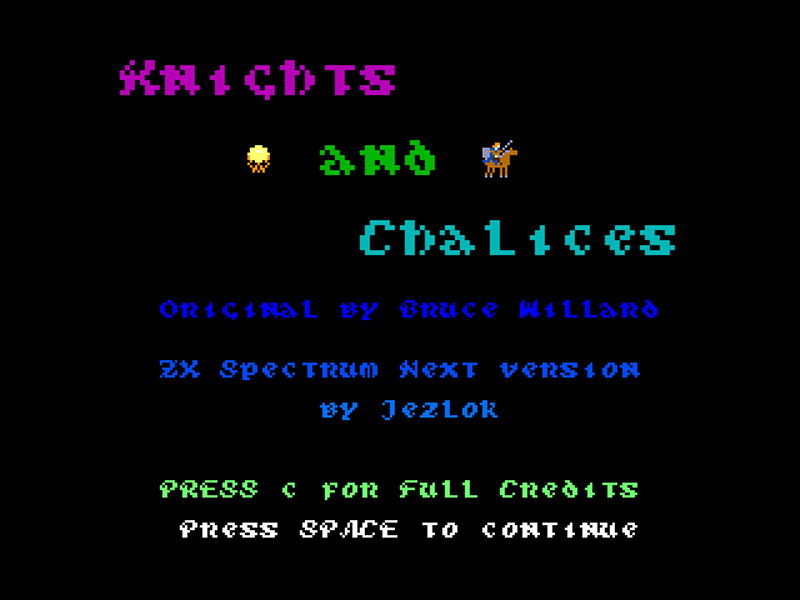 Knights
and
Chalices
Original by Bruce Willard
ZX Spectrum Next version
by Jezlok
PRESS C for Full Credits
Press SPACE to continue